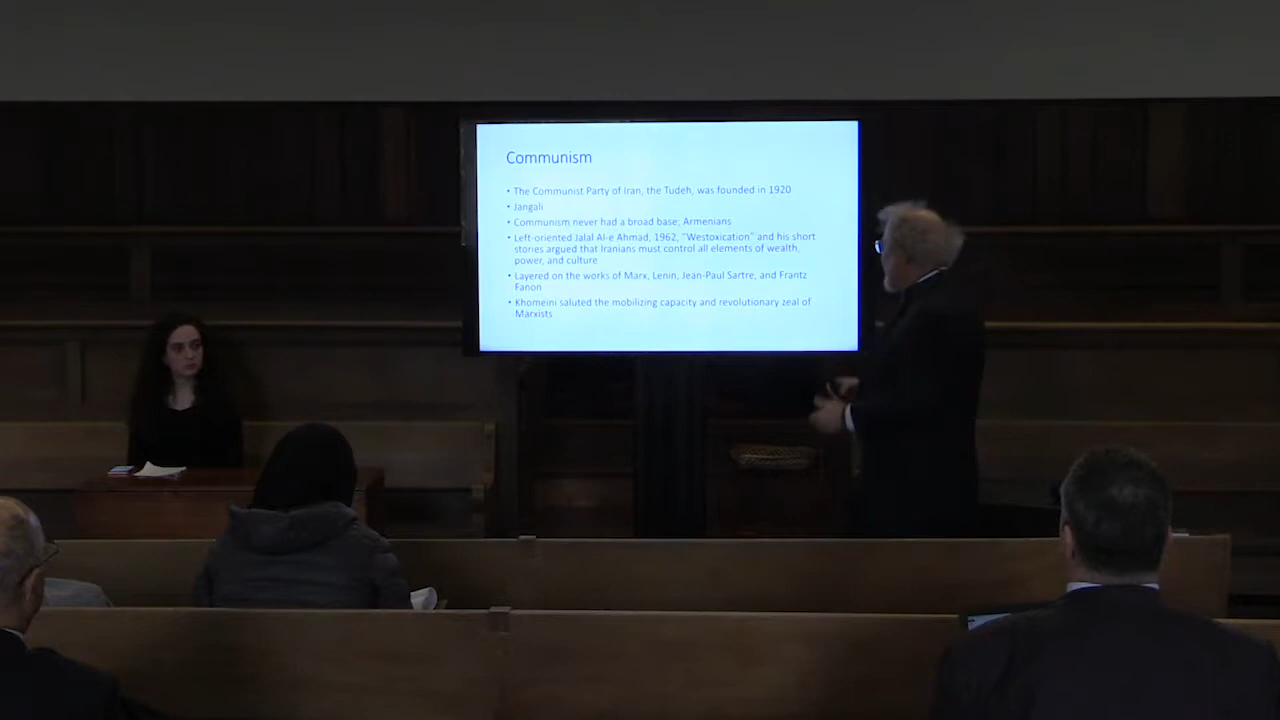 Communism
• The Communist Party of Iran, the Tudeh, was founded in 1920
• Jangali
• Communism never had a broad base; Armenians
• Left-oriented Jalal Al-e Ahmad, 1962, “Westoxication” and his short
stories argued that Iranians must control all elements of wealth,
power, and culture
• Layered on the works of Marx, Lenin, Jean-Paul Sartre, and Frantz
Fanon
• Khomeini saluted the mobilizing capacity and revolutionary zeal of
Marxists